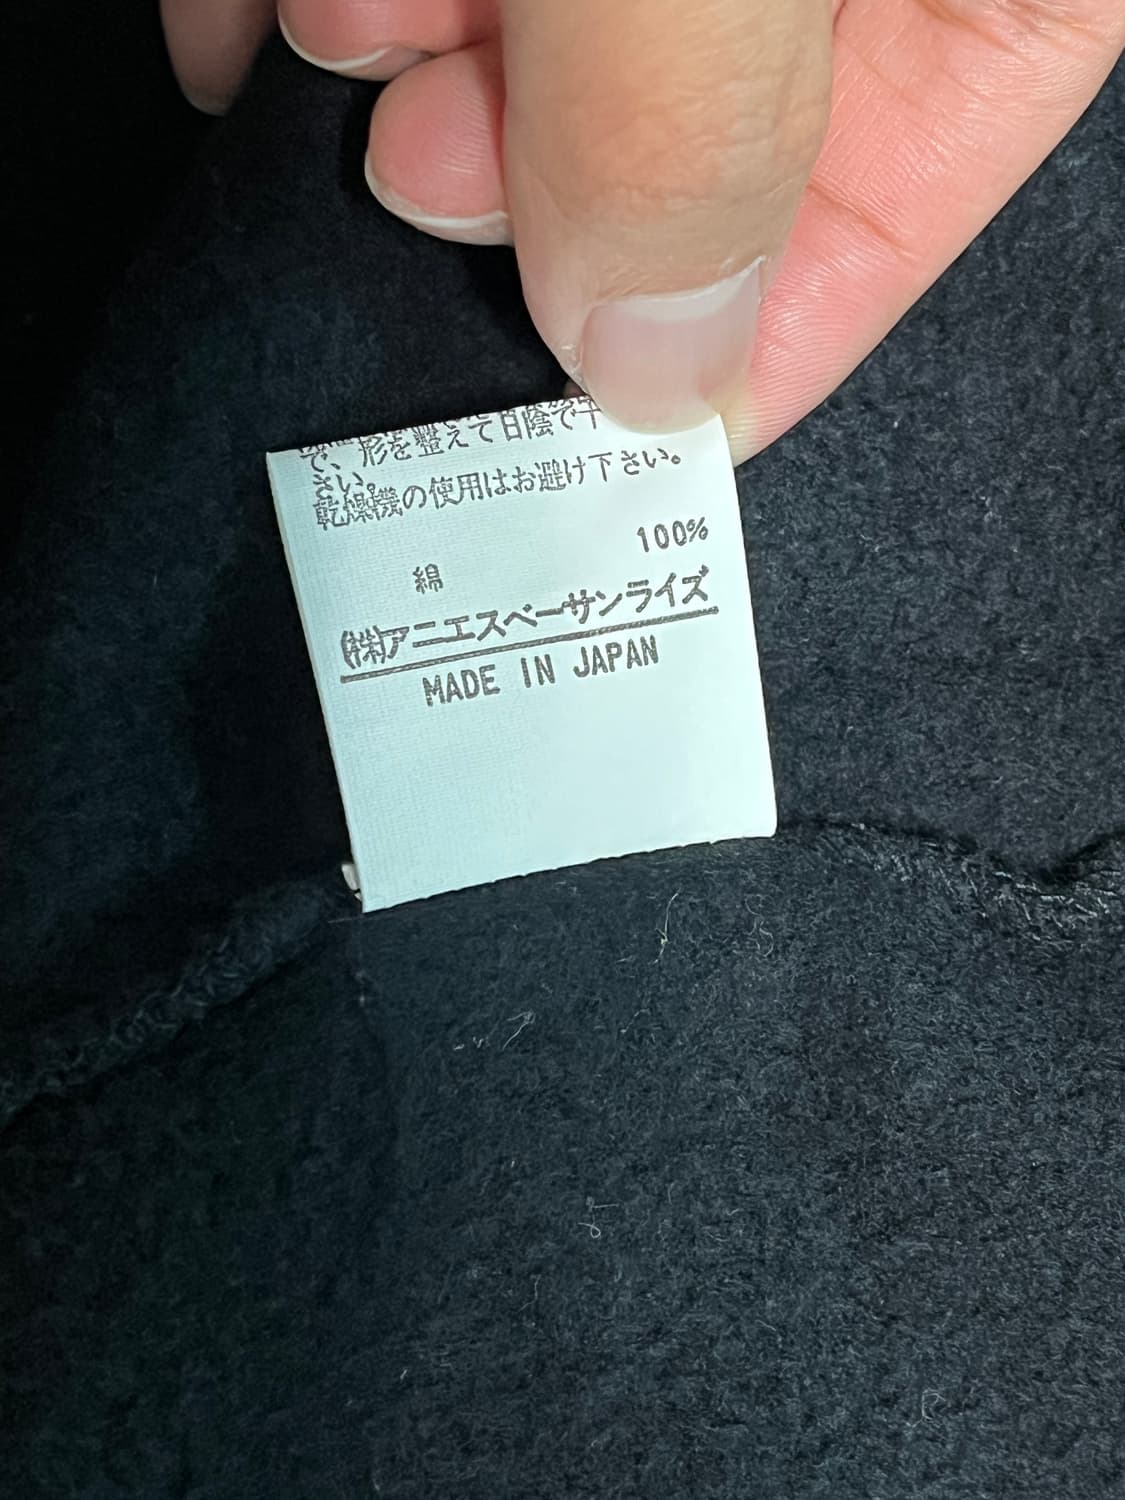 で、形を整えて日陰で干
さい。
乾燥機の使用はお避け下さい。
100%
綿
(株)アニエスベーサンライズ
MADE IN JAPAN